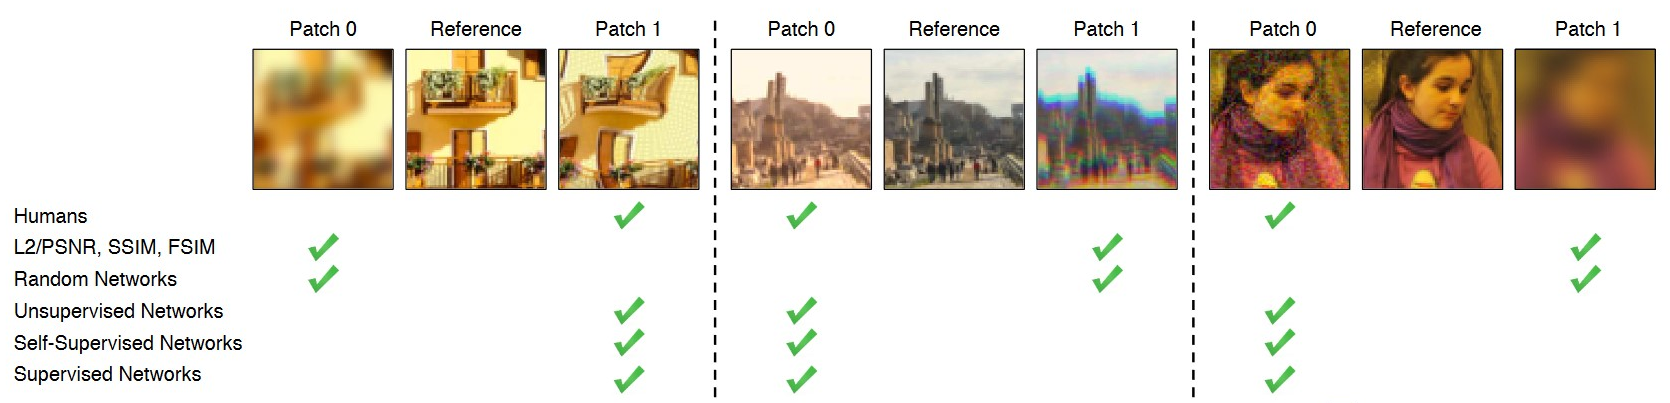 Patch 0 Reference Patch 1 Patch 0 Reference Patch 1 Patch 0 Reference Patch 1
Humans
L2/PSNR, SSIM, FSIM
Random Networks
Unsupervised Networks
Self-Supervised Networks
Supervised Networks